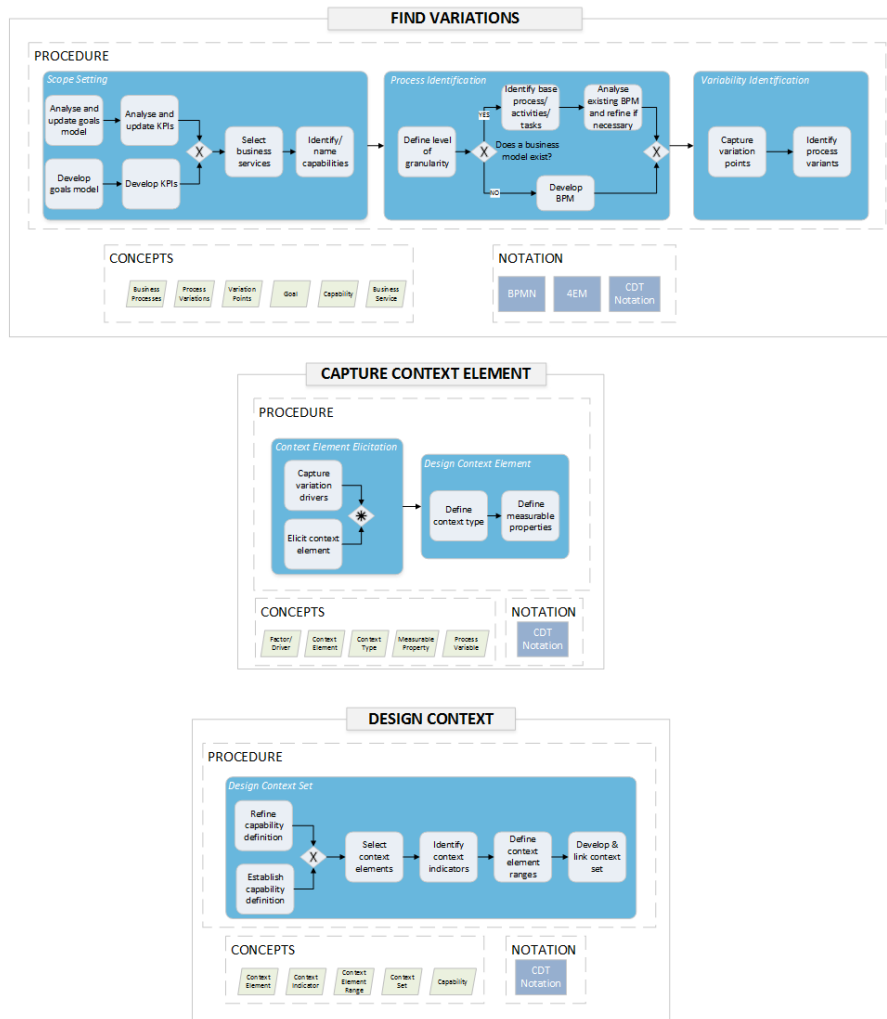 FIND VARIATIONS
PROCEDURE
Scope Setting
Analyse and
update goals
model
Analyse and
update KPIs
Develop
goals model
Develop KPIs
X
Select
business
services
Identify/
name
capabilities
Process Identification
Define level
of
granularity
X
Does a business
model exist?
YES
Identify base
process/
activities/
tasks
Analyse
existing BPM
and refine if
necessary
NO
Develop
BPM
X
Variability Identification
Capture
variation
points
Identify
process
variants
CONCEPTS
Business
Processes
Process
Variations
Variation
Points
Goal
Capability
Business
Service
NOTATION
BPMN
4EM
CDT
Notation
CAPTURE CONTEXT ELEMENT
PROCEDURE
Context Element Elicitation
Capture
variation
drivers
Elicit context
element
Design Context Element
Define
context type
Define
measurable
properties
CONCEPTS
Factor/
Driver
Context
Element
Context
Type
Measurable
Property
Process
Variable
NOTATION
CDT
Notation
DESIGN CONTEXT
PROCEDURE
Design Context Set
Refine
capability
definition
Establish
capability
definition
X
Select
context
elements
Identify
context
indicators
Define
context
element
ranges
Develop &
link context
set
CONCEPTS
Context
Element
Context
Indicator
Context
Element
Range
Context
Set
Capability
NOTATION
CDT
Notation